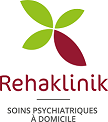 Rehaklinik
SOINS PSYCHIATRIQUES
À DOMICILE